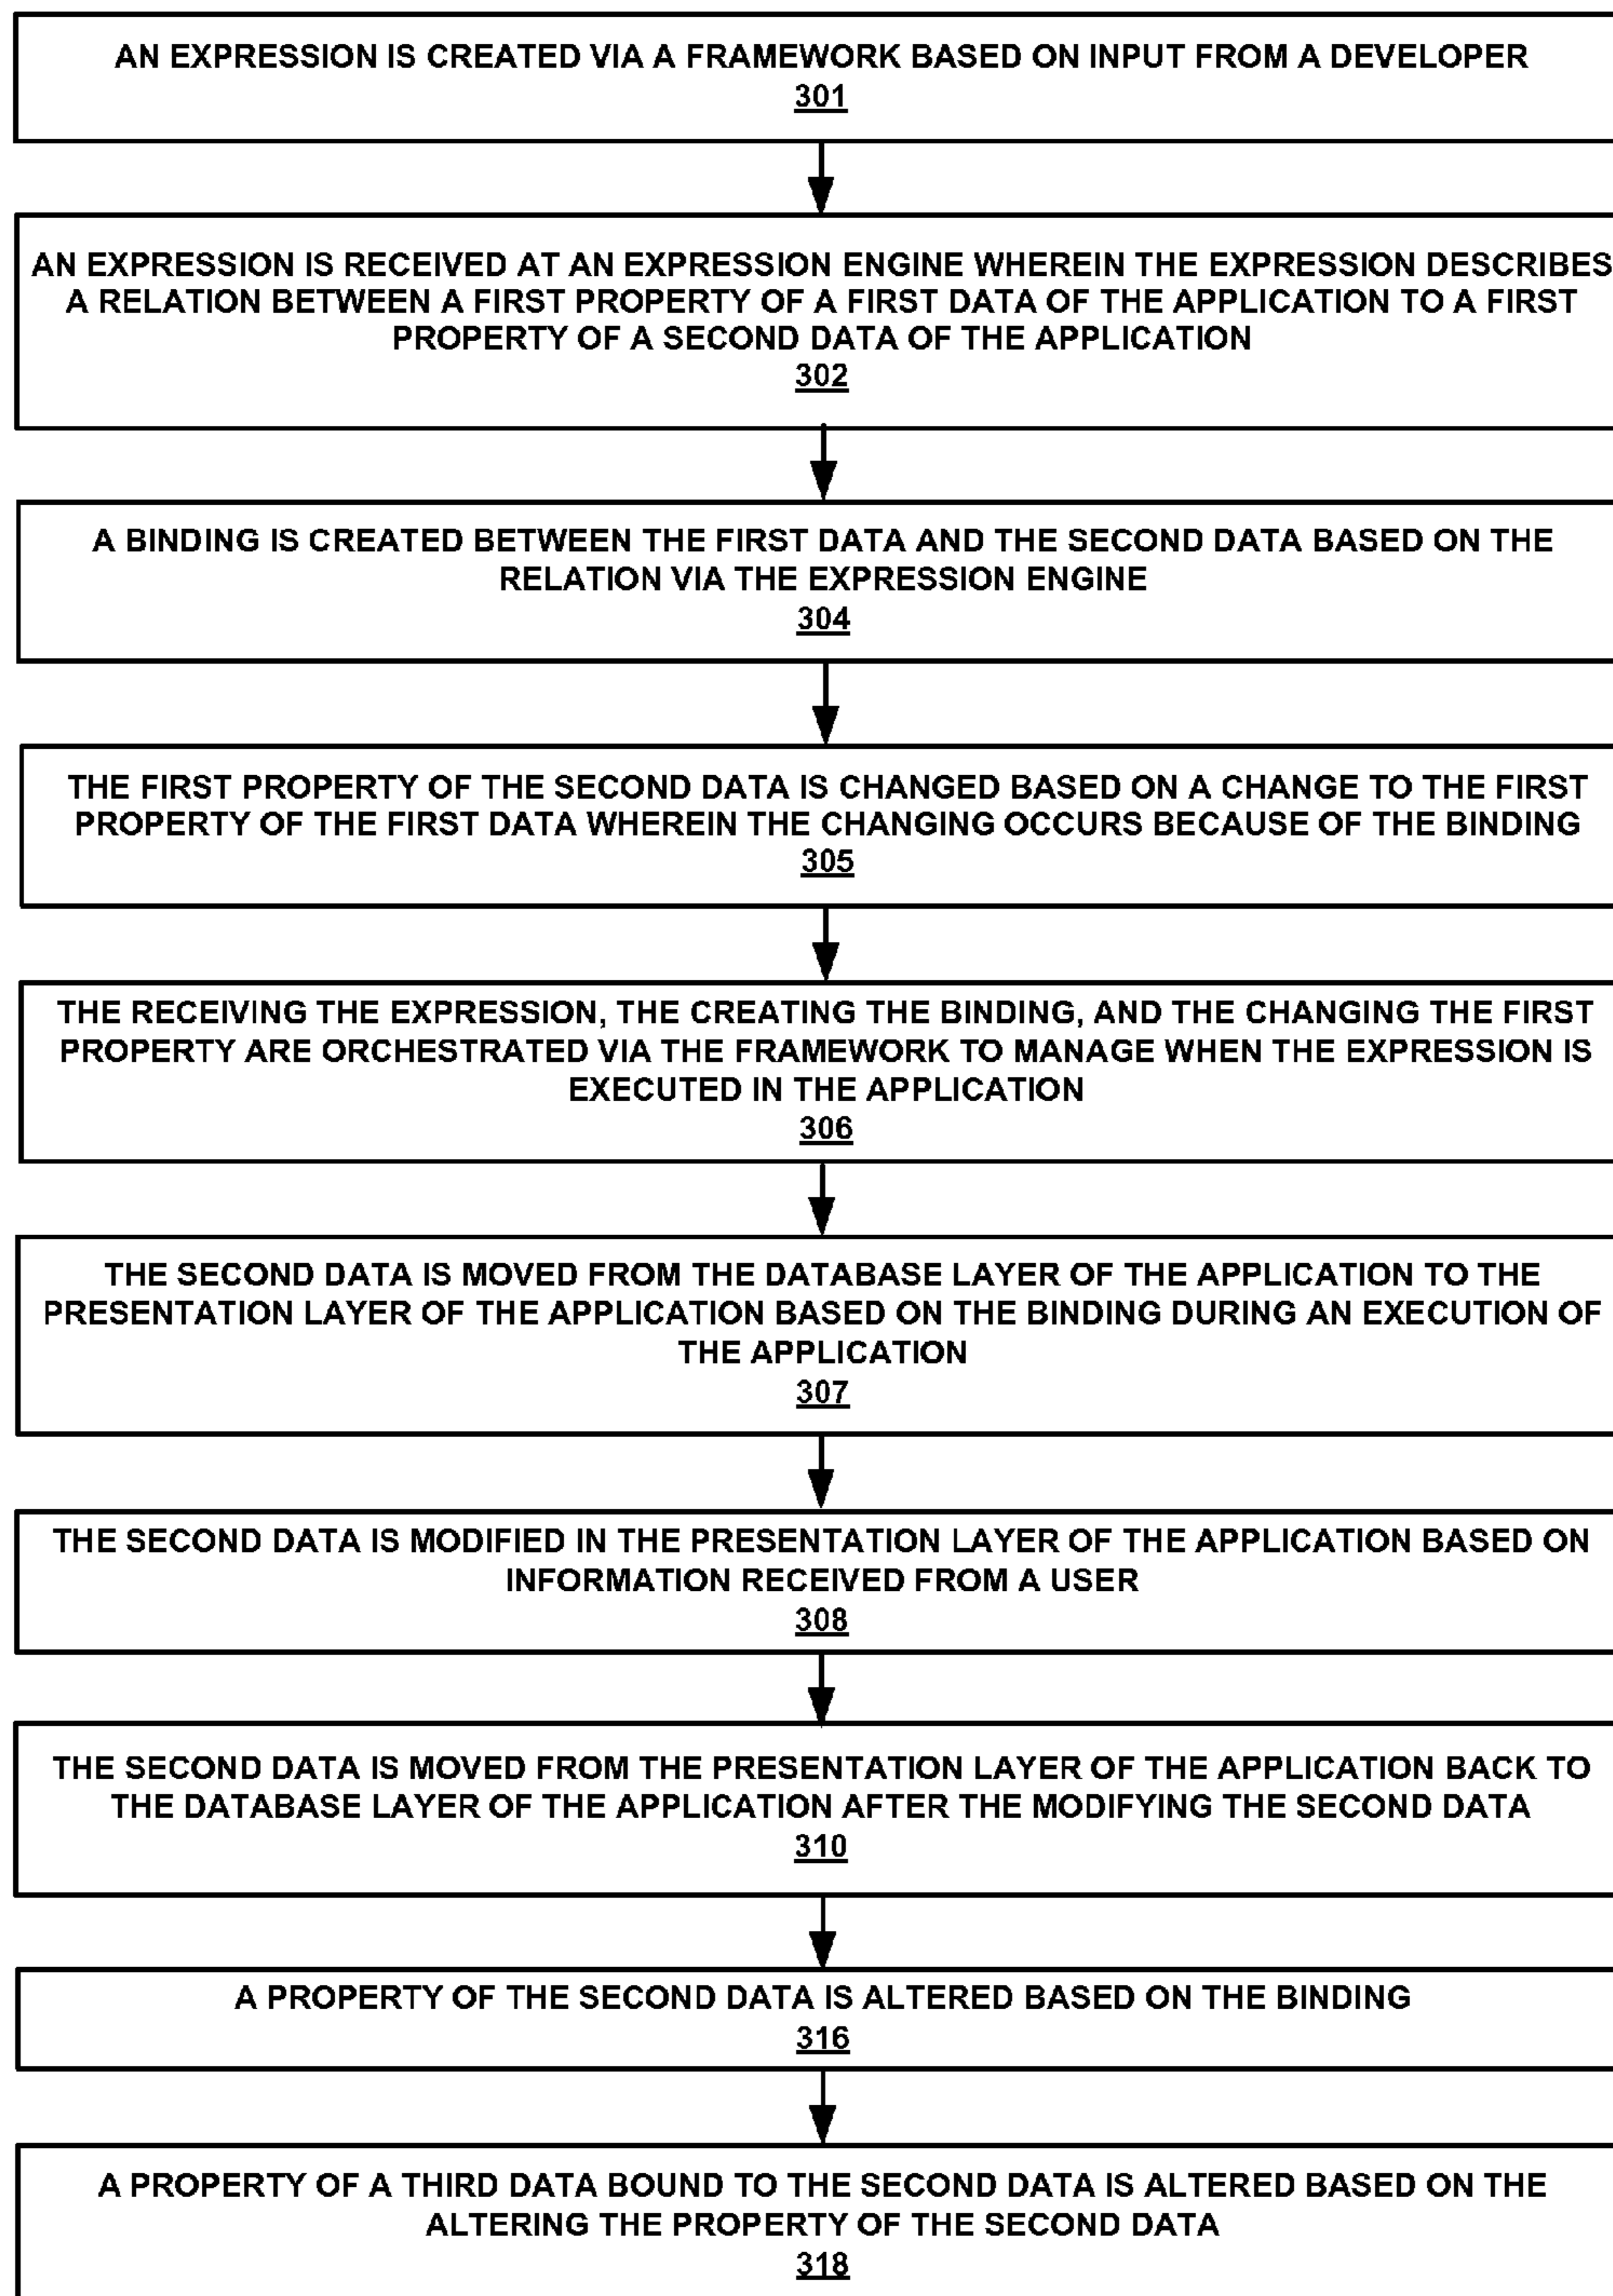 AN EXPRESSION IS CREATED VIA A FRAMEWORK BASED ON INPUT FROM A DEVELOPER
301
AN EXPRESSION IS RECEIVED AT AN EXPRESSION ENGINE WHEREIN THE EXPRESSION DESCRIBES
A RELATION BETWEEN A FIRST PROPERTY OF A FIRST DATA OF THE APPLICATION TO A FIRST
PROPERTY OF A SECOND DATA OF THE APPLICATION
302
A BINDING IS CREATED BETWEEN THE FIRST DATA AND THE SECOND DATA BASED ON THE
RELATION VIA THE EXPRESSION ENGINE
304
THE FIRST PROPERTY OF THE SECOND DATA IS CHANGED BASED ON A CHANGE TO THE FIRST
PROPERTY OF THE FIRST DATA WHEREIN THE CHANGING OCCURS BECAUSE OF THE BINDING
305
THE RECEIVING THE EXPRESSION, THE CREATING THE BINDING, AND THE CHANGING THE FIRST
PROPERTY ARE ORCHESTRATED VIA THE FRAMEWORK TO MANAGE WHEN THE EXPRESSION IS
EXECUTED IN THE APPLICATION
306
THE SECOND DATA IS MOVED FROM THE DATABASE LAYER OF THE APPLICATION TO THE
PRESENTATION LAYER OF THE APPLICATION BASED ON THE BINDING DURING AN EXECUTION OF
THE APPLICATION
307
THE SECOND DATA IS MODIFIED IN THE PRESENTATION LAYER OF THE APPLICATION BASED ON
INFORMATION RECEIVED FROM A USER
308
THE SECOND DATA IS MOVED FROM THE PRESENTATION LAYER OF THE APPLICATION BACK TO
THE DATABASE LAYER OF THE APPLICATION AFTER THE MODIFYING THE SECOND DATA
310
A PROPERTY OF THE SECOND DATA IS ALTERED BASED ON THE BINDING
316
A PROPERTY OF A THIRD DATA BOUND TO THE SECOND DATA IS ALTERED BASED ON THE
ALTERING THE PROPERTY OF THE SECOND DATA
318